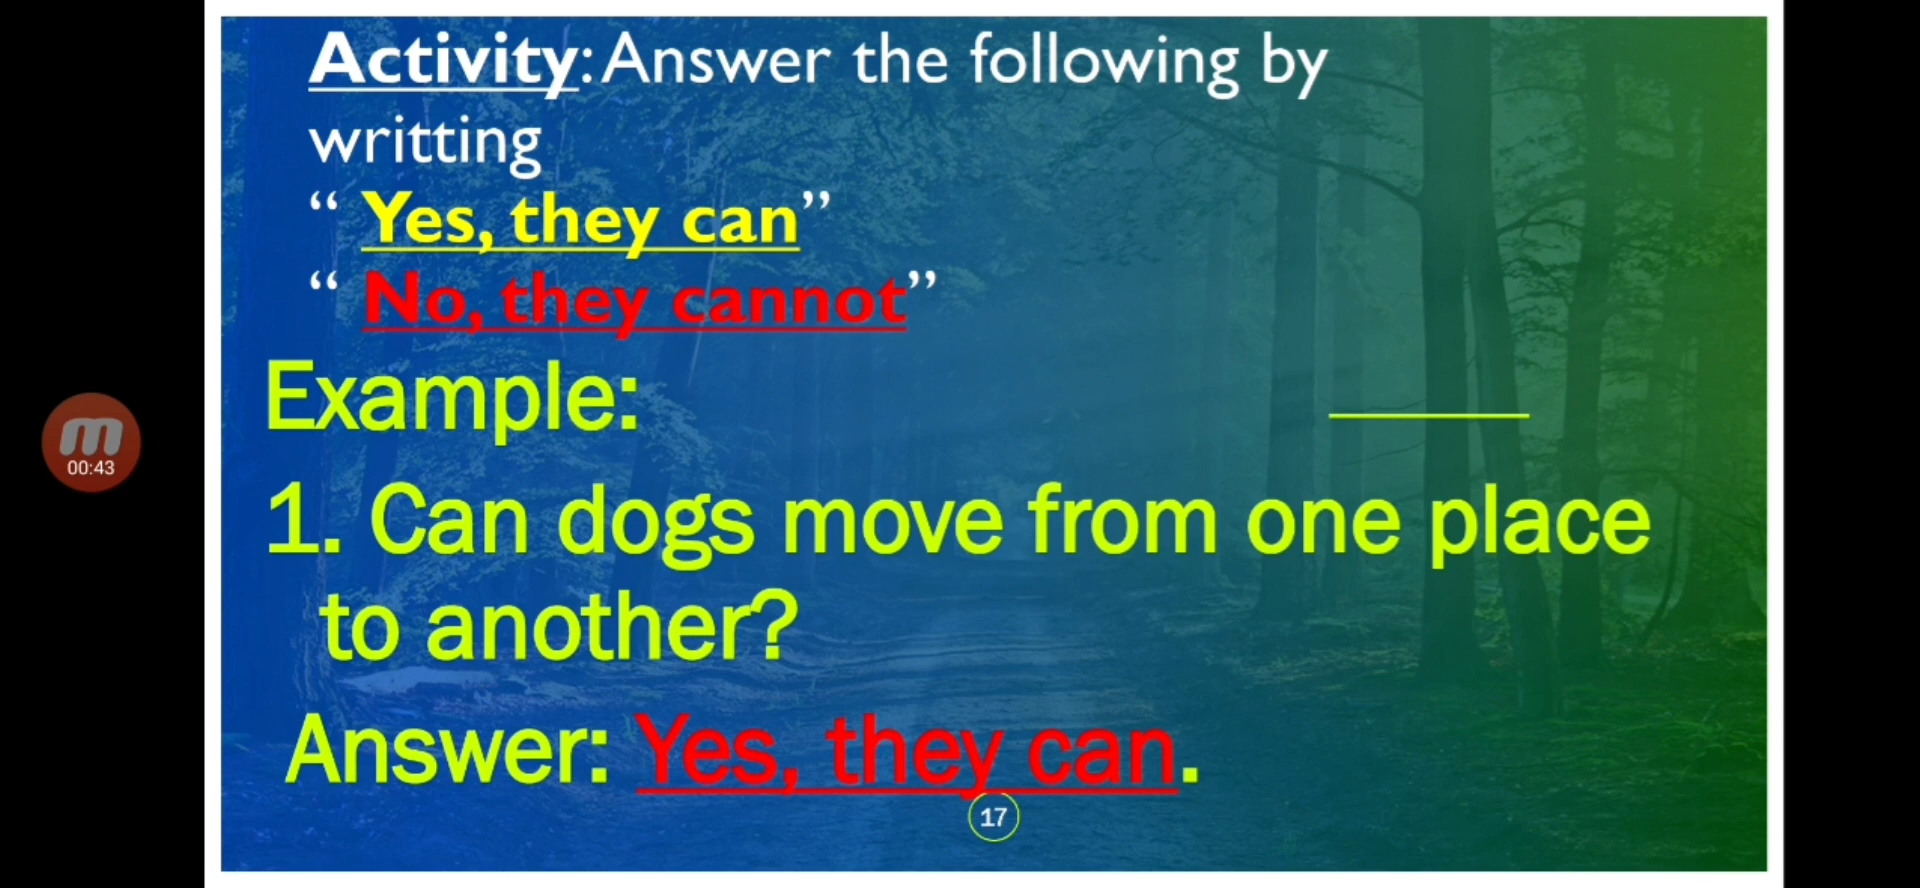 Activity: Answer the following by
writting
“ Yes, they can”
“ No, they cannot”
Example:
1. Can dogs move from one place
to another?
Answer: Yes, they can.
17
m
00:43